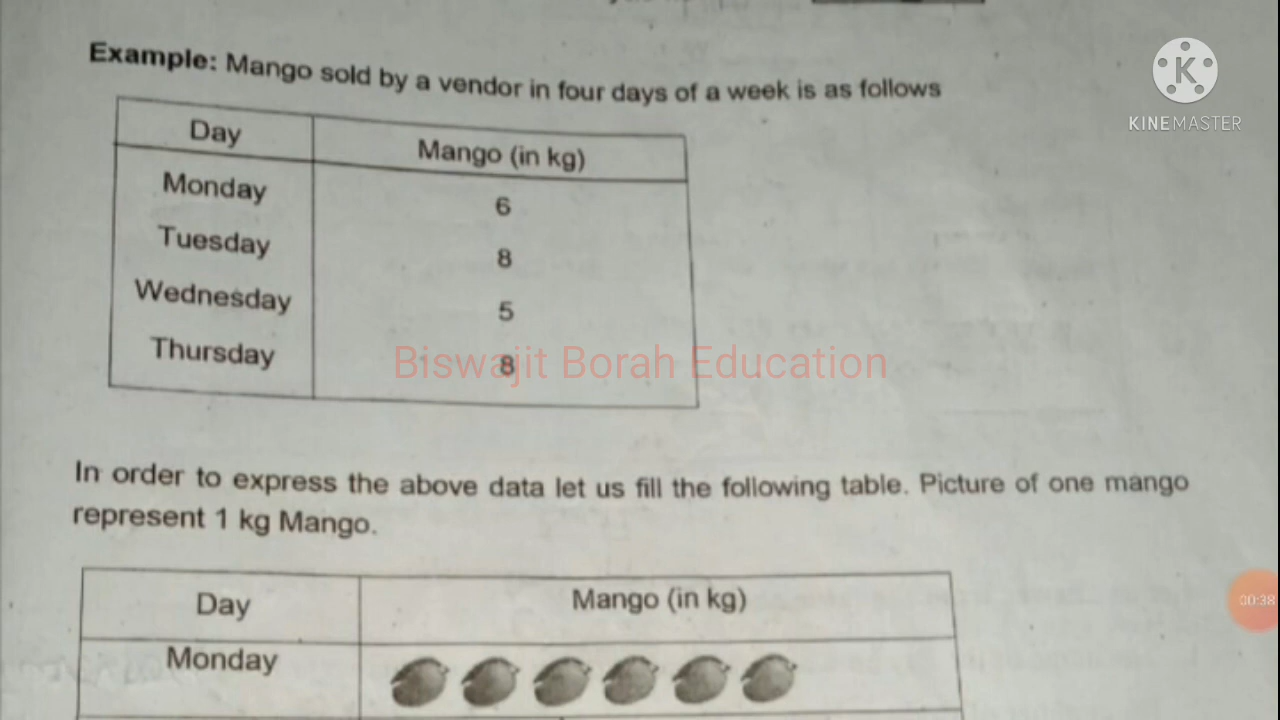 Example: Mango sold by a vendor in four days of a week is as follows
Day Mango (in kg)
Monday 6
Tuesday 8
Wednesday 5
Thursday 8
In order to express the above data let us fill the following table. Picture of one mango
represent 1 kg Mango.
Day Mango (in kg)
Monday
KINEMASTER
Biswajit Borah Education
00:38